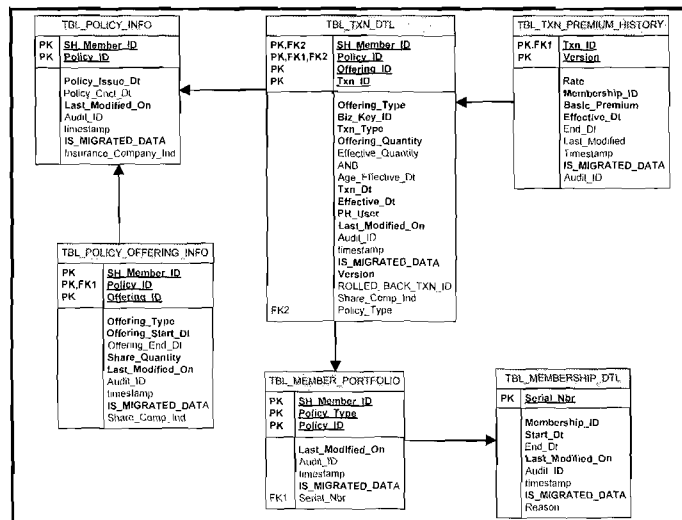 TBL_POLICY_INFO
PK SH_Member_ID
PK Policy_ID
Policy_Issue_Dt
Policy_Cncl_Dt
Last_Modified_On
Audit_ID
timestamp
IS_MIGRATED_DATA
Insurance_Company_Ind
TBL_TXN_DTL
PK,FK2 SH_Member_ID
PK,FK1,FK2 Policy_ID
PK Offering_ID
PK Txn_ID
Offering_Type
Biz_Key_ID
Txn_Type
Offering_Quantity
Effective_Quantity
ANB
Age_Effective_Dt
Txn_Dt
Effective_Dt
PR_User
Last_Modified_On
Audit_ID
timestamp
IS_MIGRATED_DATA
Version
ROLLED_BACK_TXN_ID
Share_Comp_Ind
FK2 Policy_Type
TBL_TXN_PREMIUM_HISTORY
PK,FK1 Txn_ID
PK Version
Rate
Membership_ID
Basic_Premium
Effective_Dt
End_Dt
Last_Modified
Timestamp
IS_MIGRATED_DATA
Audit_ID
TBL_POLICY_OFFERING_INFO
PK SH_Member_ID
PK,FK1 Policy_ID
PK Offering_ID
Offering_Type
Offering_Start_Dt
Offering_End_Dt
Share_Quantity
Last_Modified_On
Audit_ID
timestamp
IS_MIGRATED_DATA
Share_Comp_Ind
TBL_MEMBER_PORTFOLIO
PK SH_Member_ID
PK Policy_Type
PK Policy_ID
Last_Modified_On
Audit_ID
timestamp
IS_MIGRATED_DATA
FK1 Serial_Nbr
TBL_MEMBERSHIP_DTL
PK Serial_Nbr
Membership_ID
Start_Dt
End_Dt
Last_Modified_On
Audit_ID
timestamp
IS_MIGRATED_DATA
Reason